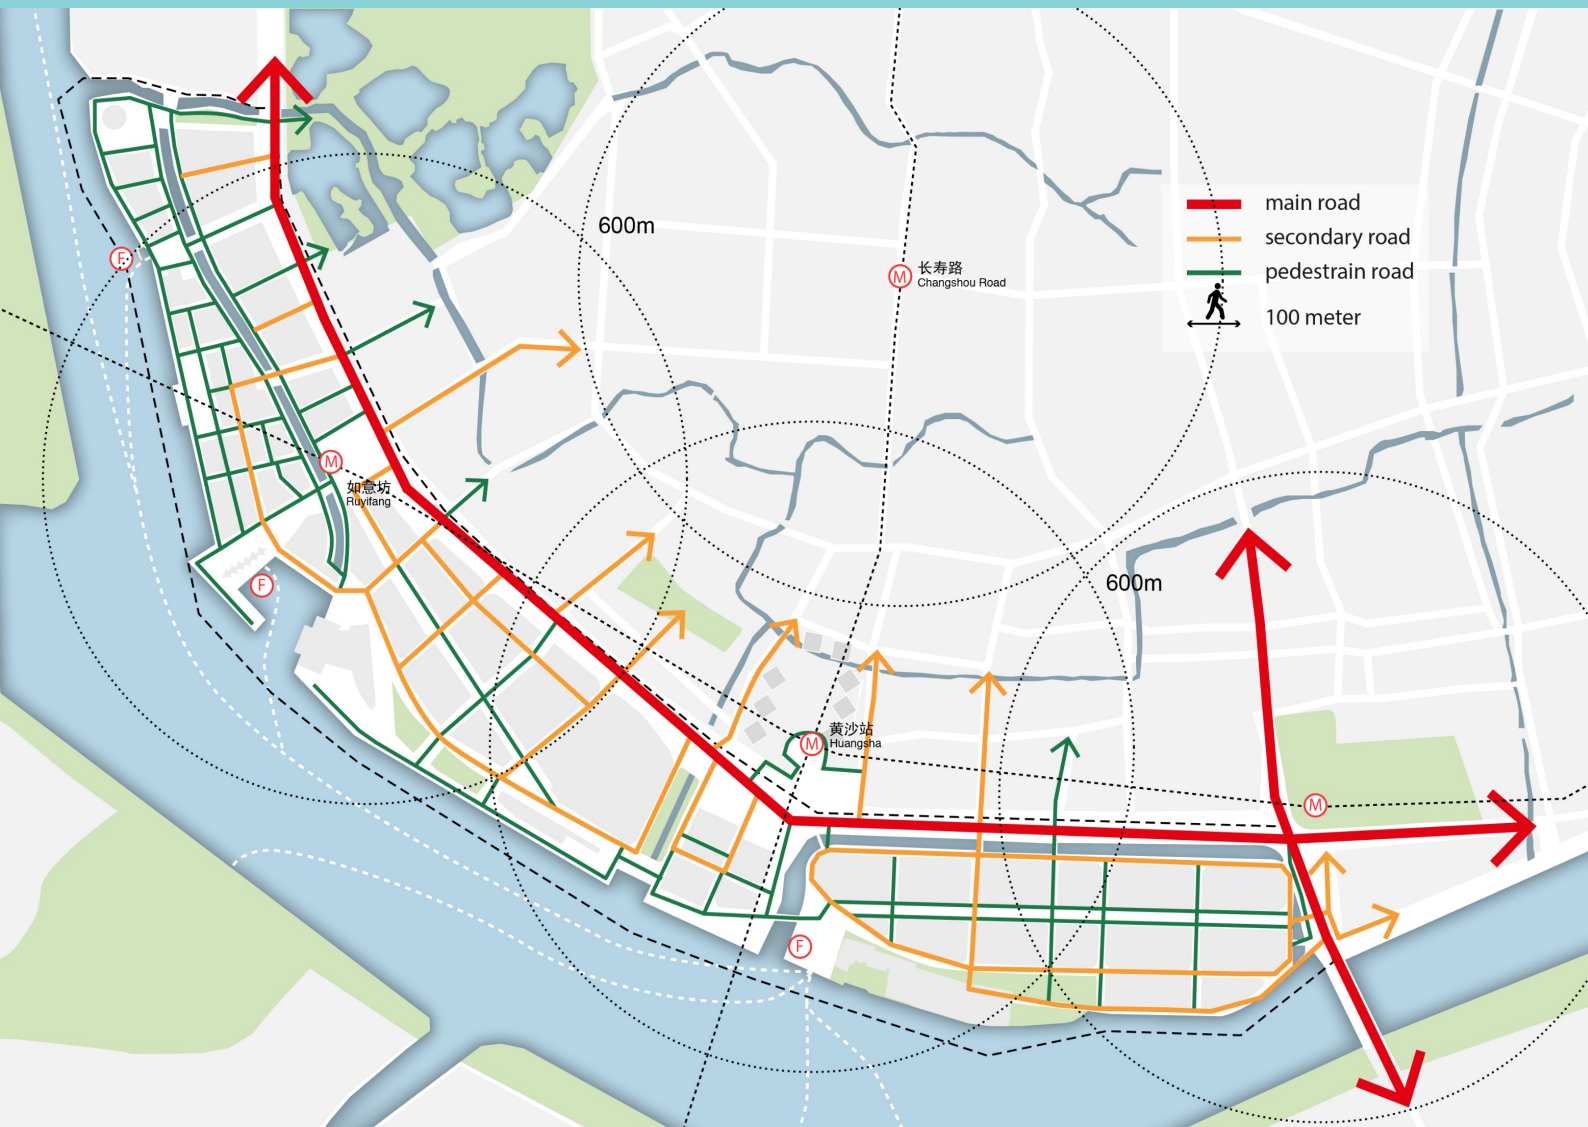 600m
长寿路
M
Changshou Road
main road
secondary road
pedestrain road
100 meter
F
M
如意坊
Ruyifang
F
600m
黄沙站
M
Huangsha
M
F